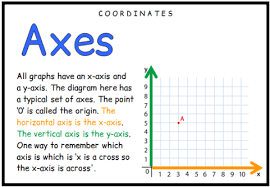 COORDINATES
Axes
All graphs have an x-axis and
a y-axis. The diagram here has
a typical set of axes. The point
'0' is called the origin. The
horizontal axis is the x-axis.
The vertical axis is the y-axis.
One way to remember which
axis is which is 'x is a cross so
the x-axis is across'.
y
9
8
7
6
5
4
3
2
1
0
A
1 2 3 4 5 6 7 8 9 10 x